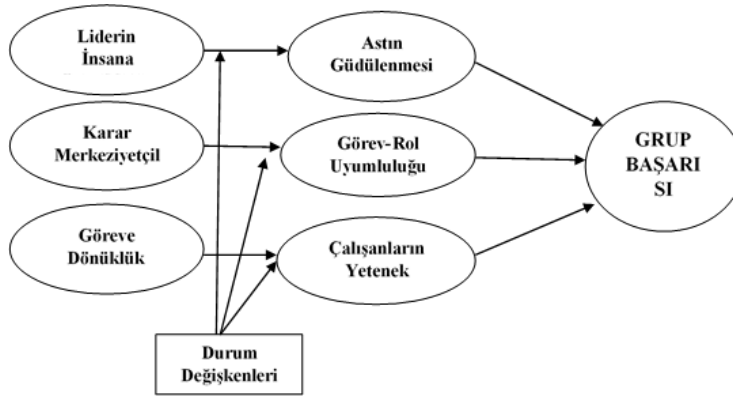 Liderin
İnsana
Astın
Güdülenmesi
Karar
Merkeziyetçil
Görev-Rol
Uyumluluğu
GRUP
BAŞARI
SI
Göreve
Dönüklük
Çalışanların
Yetenek
Durum
Değişkenleri